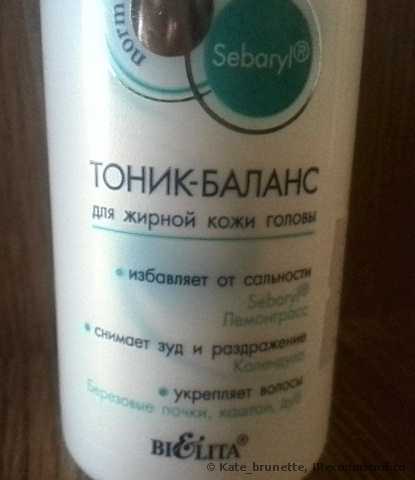 norm
Sebaryl®
ТОНИК-БАЛАНС
для жирной кожи головы
• избавляет от сальности
Sebaryl®
Лемонграсс
• снимает зуд и раздражение
Календула
• укрепляет волосы
Березовые почки, каштан, дуб
BIELITA®
© Kate_brunette,